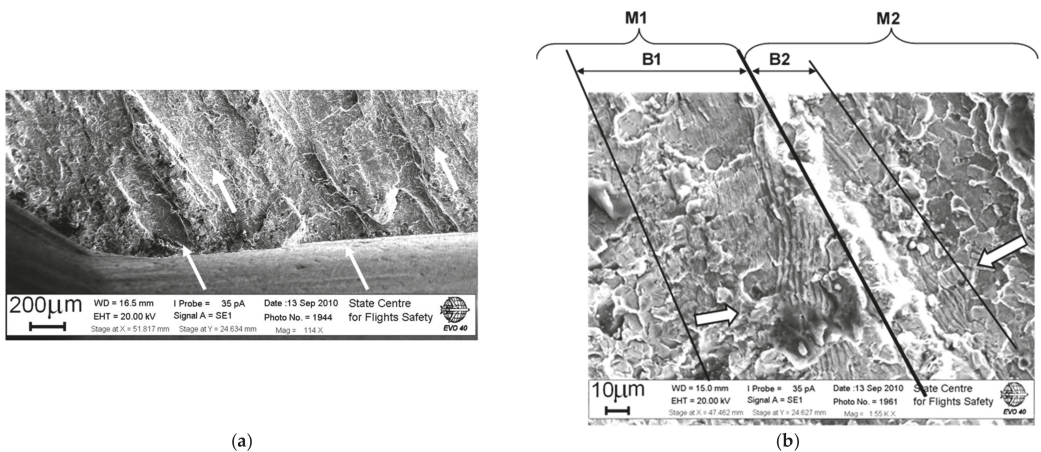 M1 M2
B1 B2
200µm
WD = 16.5 mm I Probe = 35 pA Date :13 Sep 2010 State Centre
EHT = 20.00 kV Signal A = SE1 Photo No. = 1944 for Flights Safety
Stage at X = 51.817 mm Stage at Y = 24.634 mm Mag = 114 X EVO 40
10µm
WD = 15.0 mm I Probe = 35 pA Date :13 Sep 2010 State Centre
EHT = 20.00 kV Signal A = SE1 Photo No. = 1961 for Flights Safety
Stage at X = 47.462 mm Stage at Y = 24.627 mm Mag = 1.55 K X EVO 40
(a) (b)